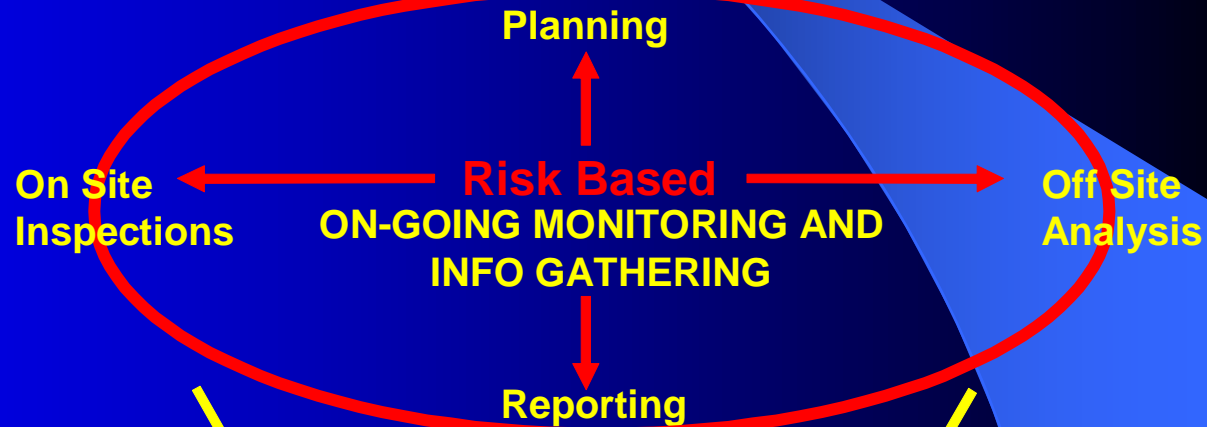 Planning
On Site
Inspections
Risk Based
ON-GOING MONITORING AND
INFO GATHERING
Off Site
Analysis
Reporting